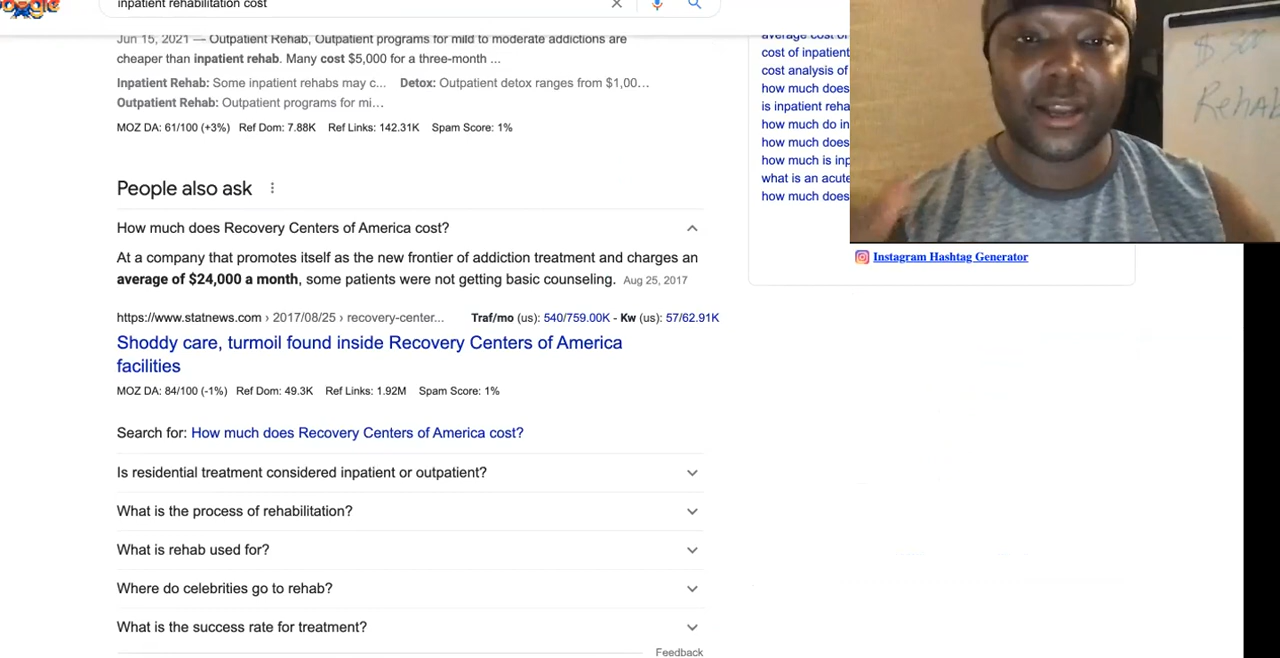 inpatient rehabilitation cost
Jun 15, 2021 — Outpatient Rehab, Outpatient programs for mild to moderate addictions are
cheaper than inpatient rehab. Many cost $5,000 for a three-month ...
Inpatient Rehab: Some inpatient rehabs may c... Detox: Outpatient detox ranges from $1,00...
Outpatient Rehab: Outpatient programs for mi...
MOZ DA: 61/100 (+3%) Ref Dom: 7.88K Ref Links: 142.31K Spam Score: 1%
People also ask
How much does Recovery Centers of America cost?
At a company that promotes itself as the new frontier of addiction treatment and charges an
average of $24,000 a month, some patients were not getting basic counseling. Aug 25, 2017
https://www.statnews.com › 2017/08/25 › recovery-center... Traf/mo (us): 540/759.00K - Kw (us): 57/62.91K
Shoddy care, turmoil found inside Recovery Centers of America
facilities
MOZ DA: 84/100 (-1%) Ref Dom: 49.3K Ref Links: 1.92M Spam Score: 1%
Search for: How much does Recovery Centers of America cost?
Is residential treatment considered inpatient or outpatient?
What is the process of rehabilitation?
What is rehab used for?
Where do celebrities go to rehab?
What is the success rate for treatment?
Feedback
average cost of
cost of inpatient
cost analysis of
how much does
is inpatient reha
how much do in
how much does
how much is inp
what is an acute
how much does
Instagram Hashtag Generator
Rehab